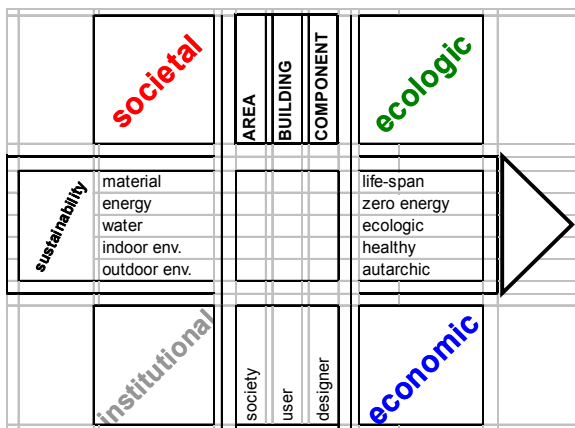 societal
AREA
BUILDING
COMPONENT
ecologic
sustainability
material
energy
water
indoor env.
outdoor env.
life-span
zero energy
ecologic
healthy
autarchic
institutional
society
user
designer
economic